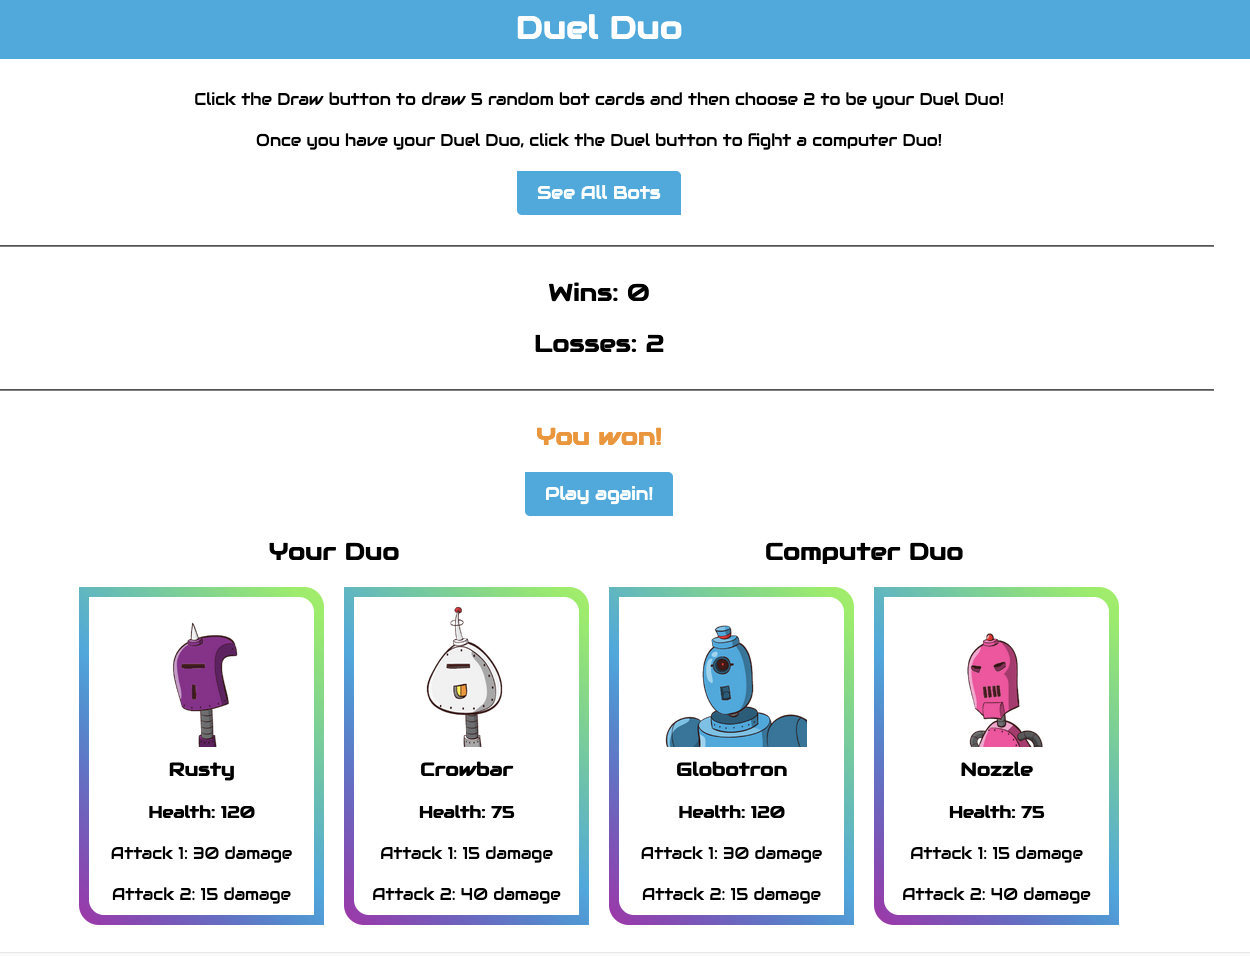 Duel Duo
Click the Draw button to draw 5 random bot cards and then choose 2 to be your Duel Duo!
Once you have your Duel Duo, click the Duel button to fight a computer Duo!
See All Bots
Wins: 0
Losses: 2
You won!
Play again!
Your Duo
Computer Duo
Rusty
Health: 120
Attack 1: 30 damage
Attack 2: 15 damage
Crowbar
Health: 75
Attack 1: 15 damage
Attack 2: 40 damage
Globotron
Health: 120
Attack 1: 30 damage
Attack 2: 15 damage
Nozzle
Health: 75
Attack 1: 15 damage
Attack 2: 40 damage